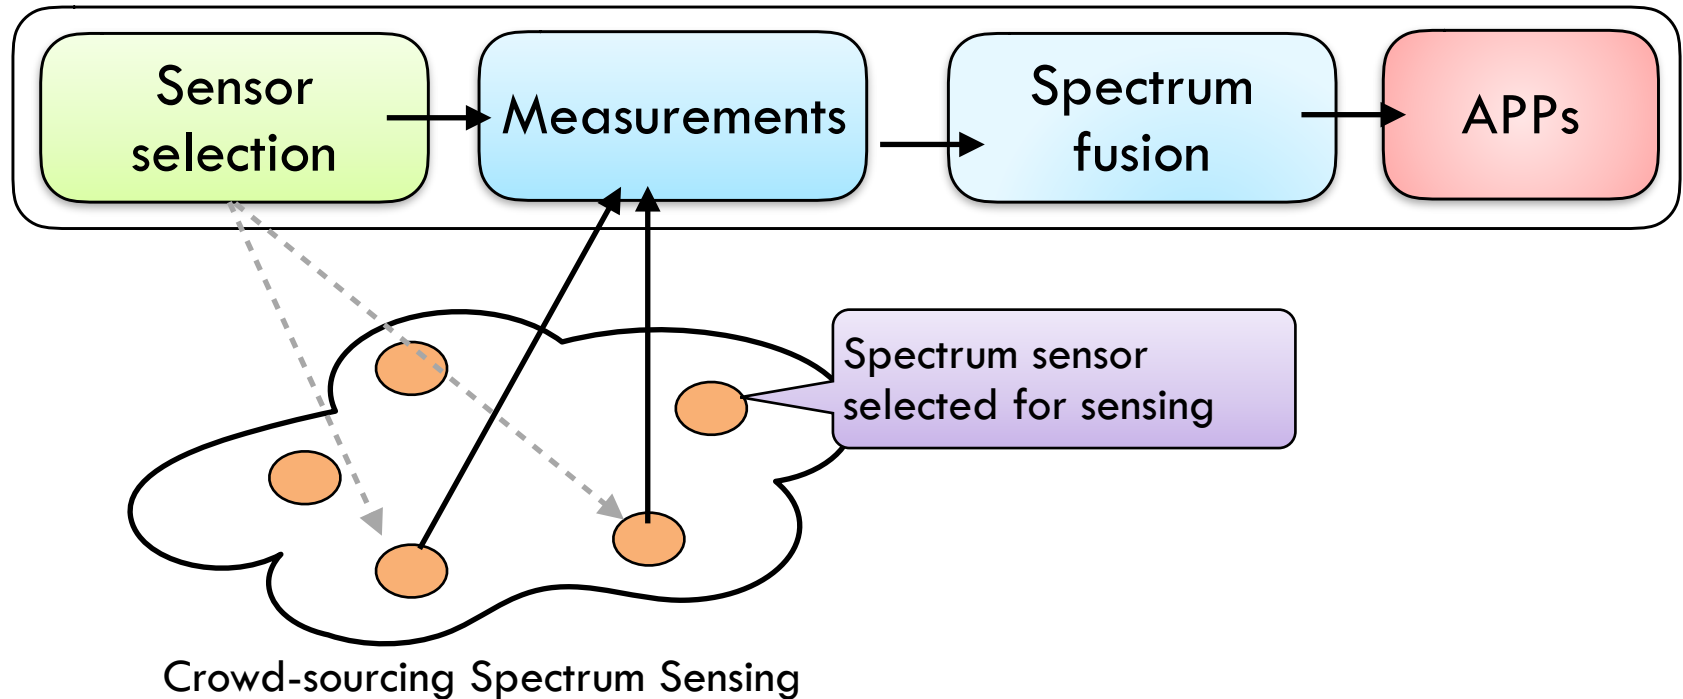 Sensor
selection
Measurements
Spectrum
fusion
APPs
Spectrum sensor
selected for sensing
Crowd-sourcing Spectrum Sensing